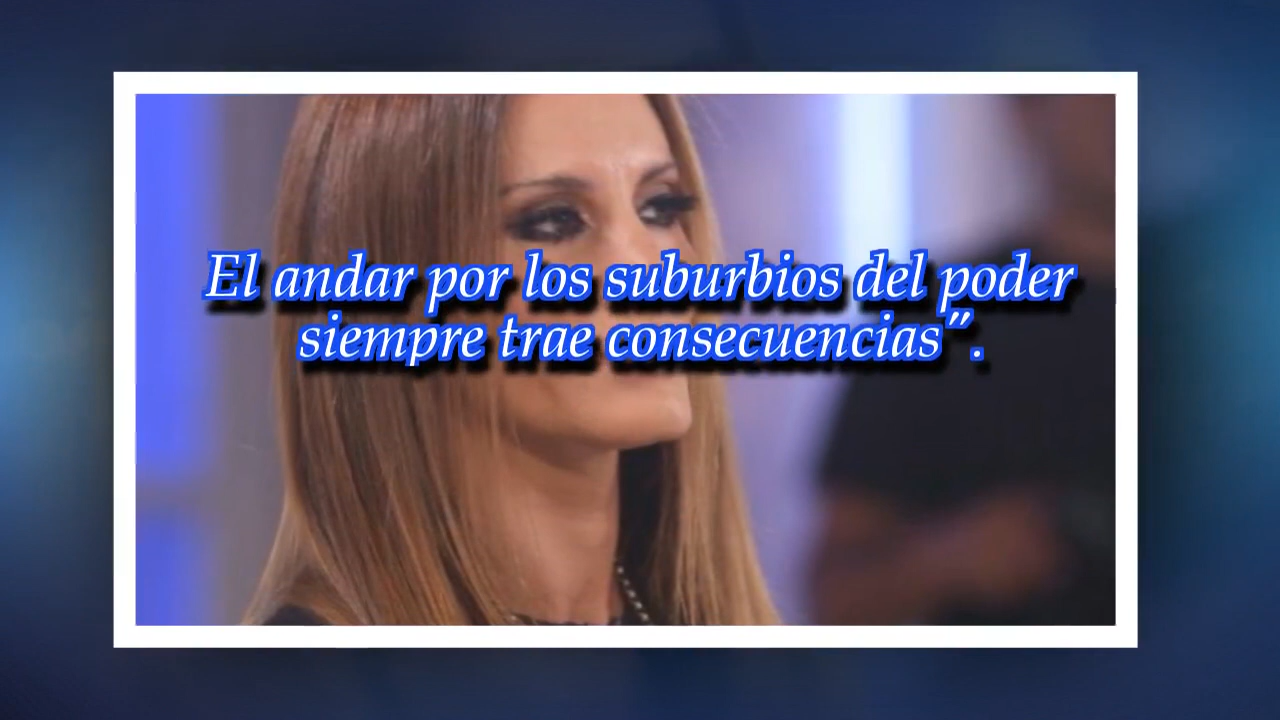 El andar por los suburbios del poder
siempre trae consecuencias”.